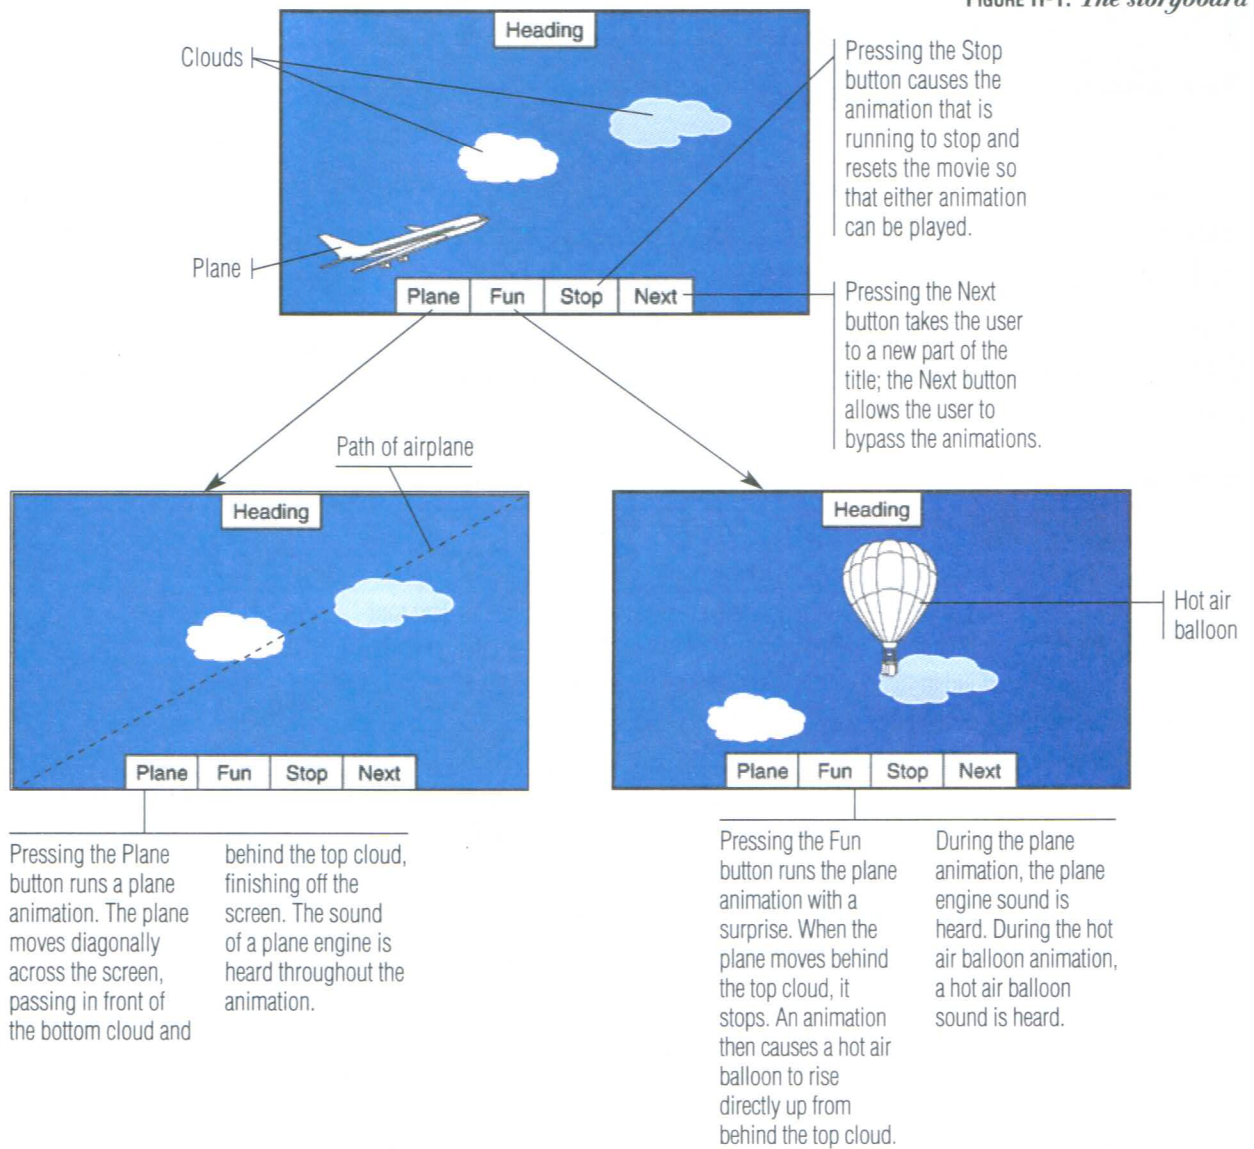 FIGURE 11-1. The storyboard
Heading
Clouds
Plane
Plane Fun Stop Next
Pressing the Stop
button causes the
animation that is
running to stop and
resets the movie so
that either animation
can be played.
Pressing the Next
button takes the user
to a new part of the
title; the Next button
allows the user to
bypass the animations.
Path of airplane
Heading
Plane Fun Stop Next
Pressing the Plane
button runs a plane
animation. The plane
moves diagonally
across the screen,
passing in front of
the bottom cloud and
behind the top cloud,
finishing off the
screen. The sound
of a plane engine is
heard throughout the
animation.
Heading
Hot air
balloon
Plane Fun Stop Next
Pressing the Fun
button runs the plane
animation with a
surprise. When the
plane moves behind
the top cloud, it
stops. An animation
then causes a hot air
balloon to rise
directly up from
behind the top cloud.
During the plane
animation, the plane
engine sound is
heard. During the hot
air balloon animation,
a hot air balloon
sound is heard.